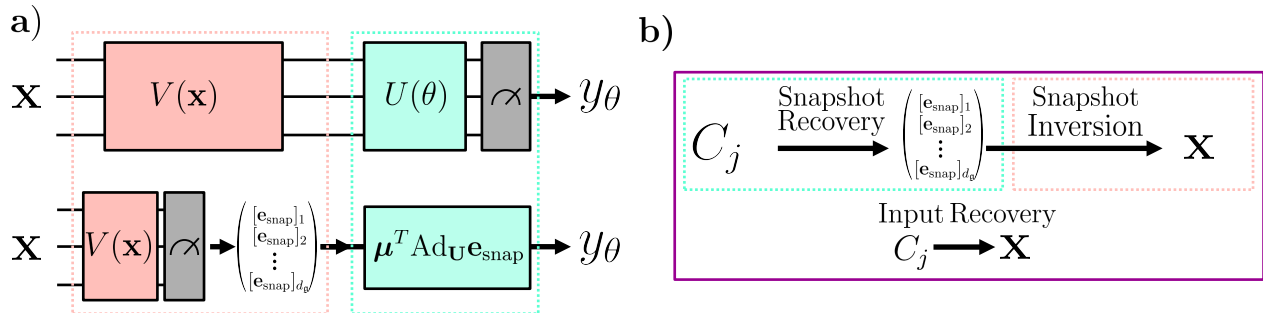 a)
x V(x) U(θ) y_θ
x V(x) ([e_snap]_1 [e_snap]_2 ⋮ [e_snap]_{d_𝔤}) μ^T Ad_U e_snap y_θ
b)
Snapshot Recovery
Snapshot Inversion
C_j ([e_snap]_1 [e_snap]_2 ⋮ [e_snap]_{d_𝔤}) x
Input Recovery
C_j x